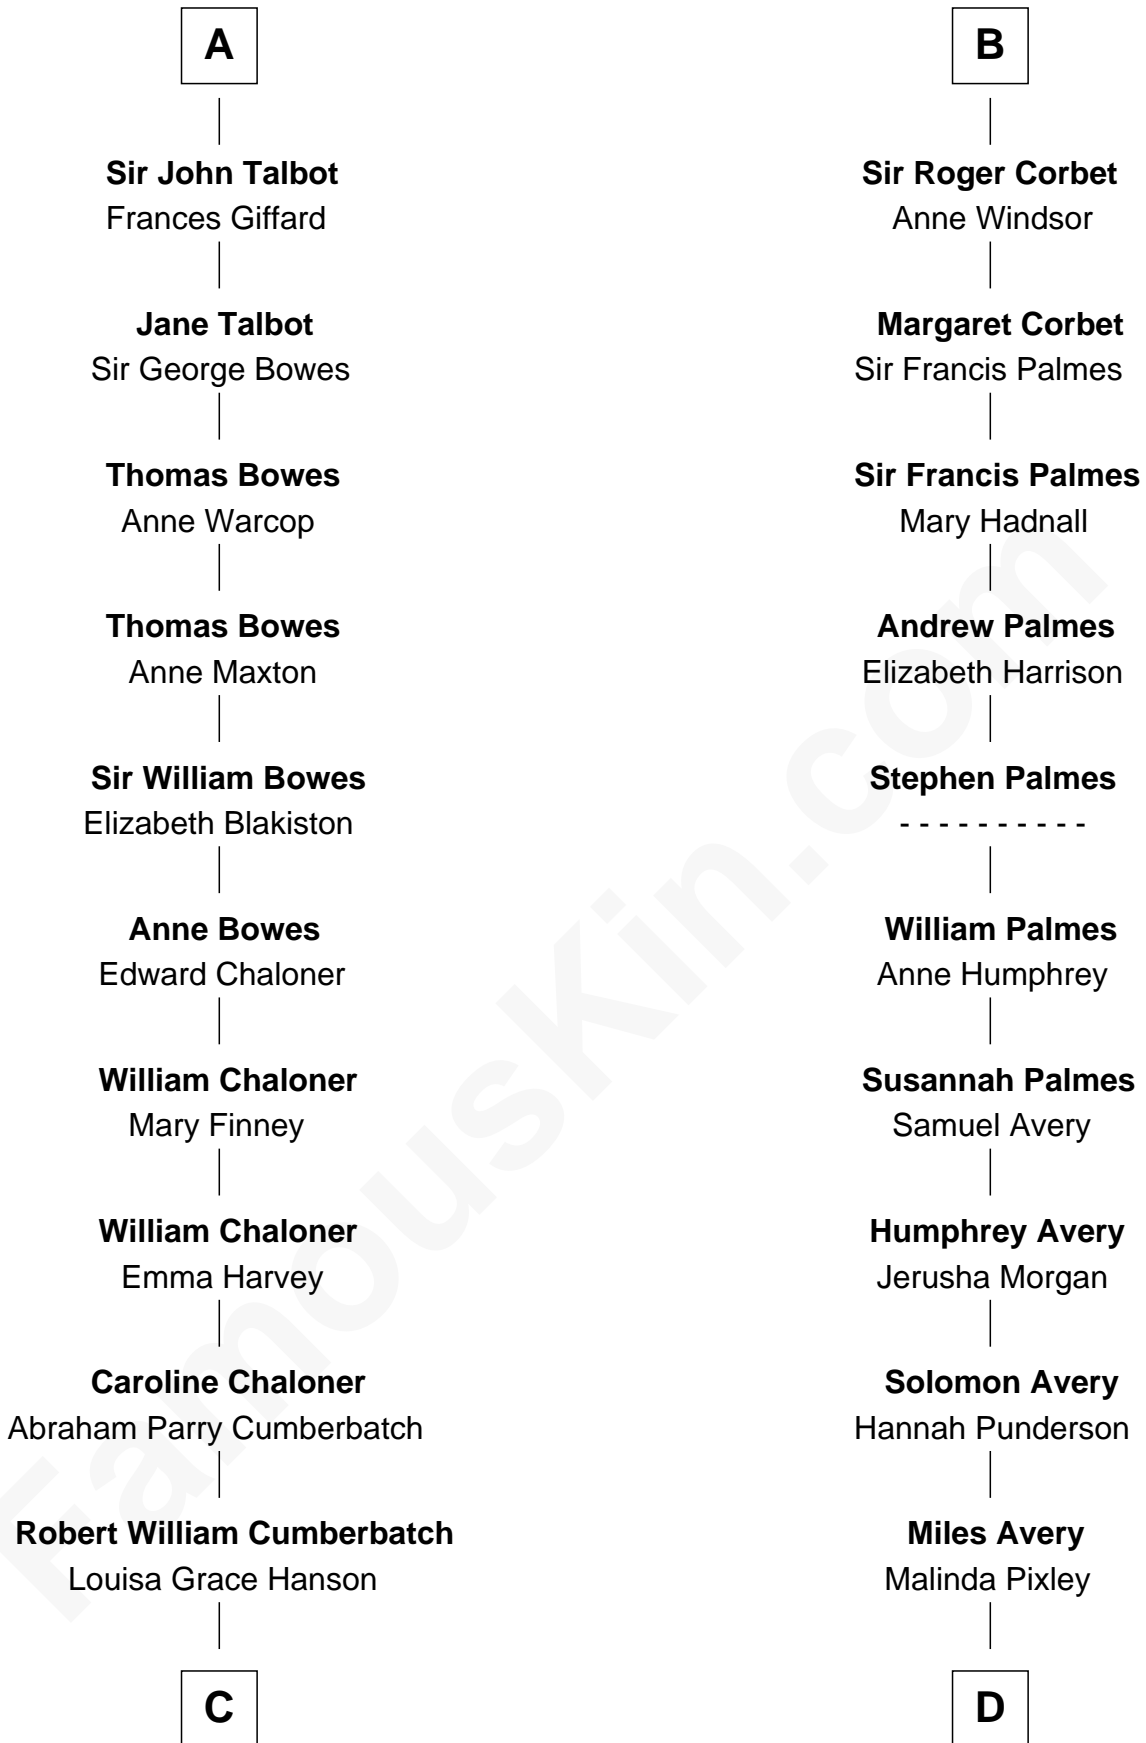 A
Sir John Talbot
Frances Giffard
Jane Talbot
Sir George Bowes
Thomas Bowes
Anne Warcop
Thomas Bowes
Anne Maxton
Sir William Bowes
Elizabeth Blakiston
Anne Bowes
Edward Chaloner
William Chaloner
Mary Finney
William Chaloner
Emma Harvey
Caroline Chaloner
Abraham Parry Cumberbatch
Robert William Cumberbatch
Louisa Grace Hanson
C
B
Sir Roger Corbet
Anne Windsor
Margaret Corbet
Sir Francis Palmes
Sir Francis Palmes
Mary Hadnall
Andrew Palmes
Elizabeth Harrison
Stephen Palmes
- - - - - - - - - -
William Palmes
Anne Humphrey
Susannah Palmes
Samuel Avery
Humphrey Avery
Jerusha Morgan
Solomon Avery
Hannah Punderson
Miles Avery
Malinda Pixley
D
FamousKin.com